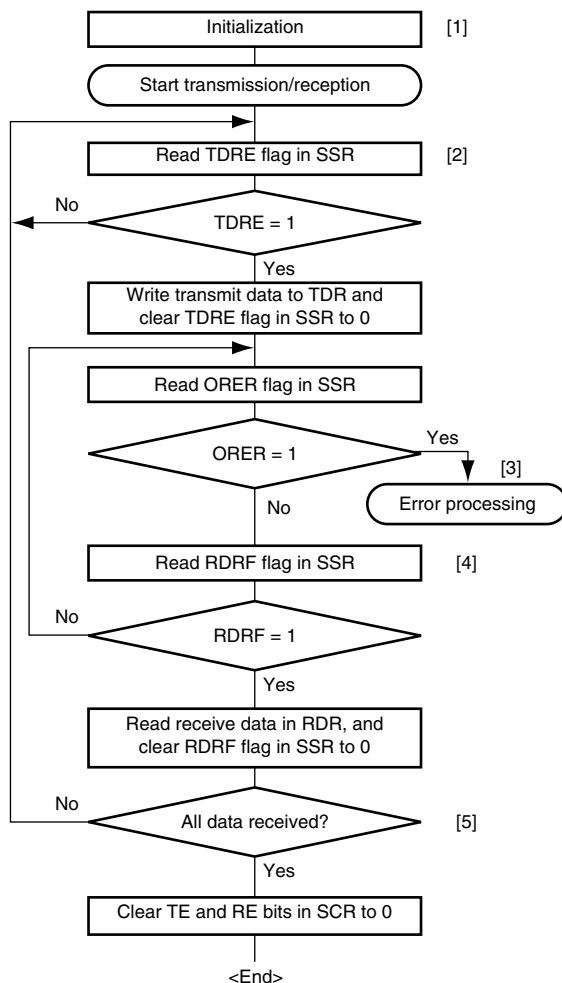 Initialization [1]
Start transmission/reception
Read TDRE flag in SSR [2]
No
TDRE = 1
Yes
Write transmit data to TDR and
clear TDRE flag in SSR to 0
Read ORER flag in SSR
ORER = 1
Yes
[3]
Error processing
No
Read RDRF flag in SSR [4]
No
RDRF = 1
Yes
Read receive data in RDR, and
clear RDRF flag in SSR to 0
No
All data received? [5]
Yes
Clear TE and RE bits in SCR to 0
<End>